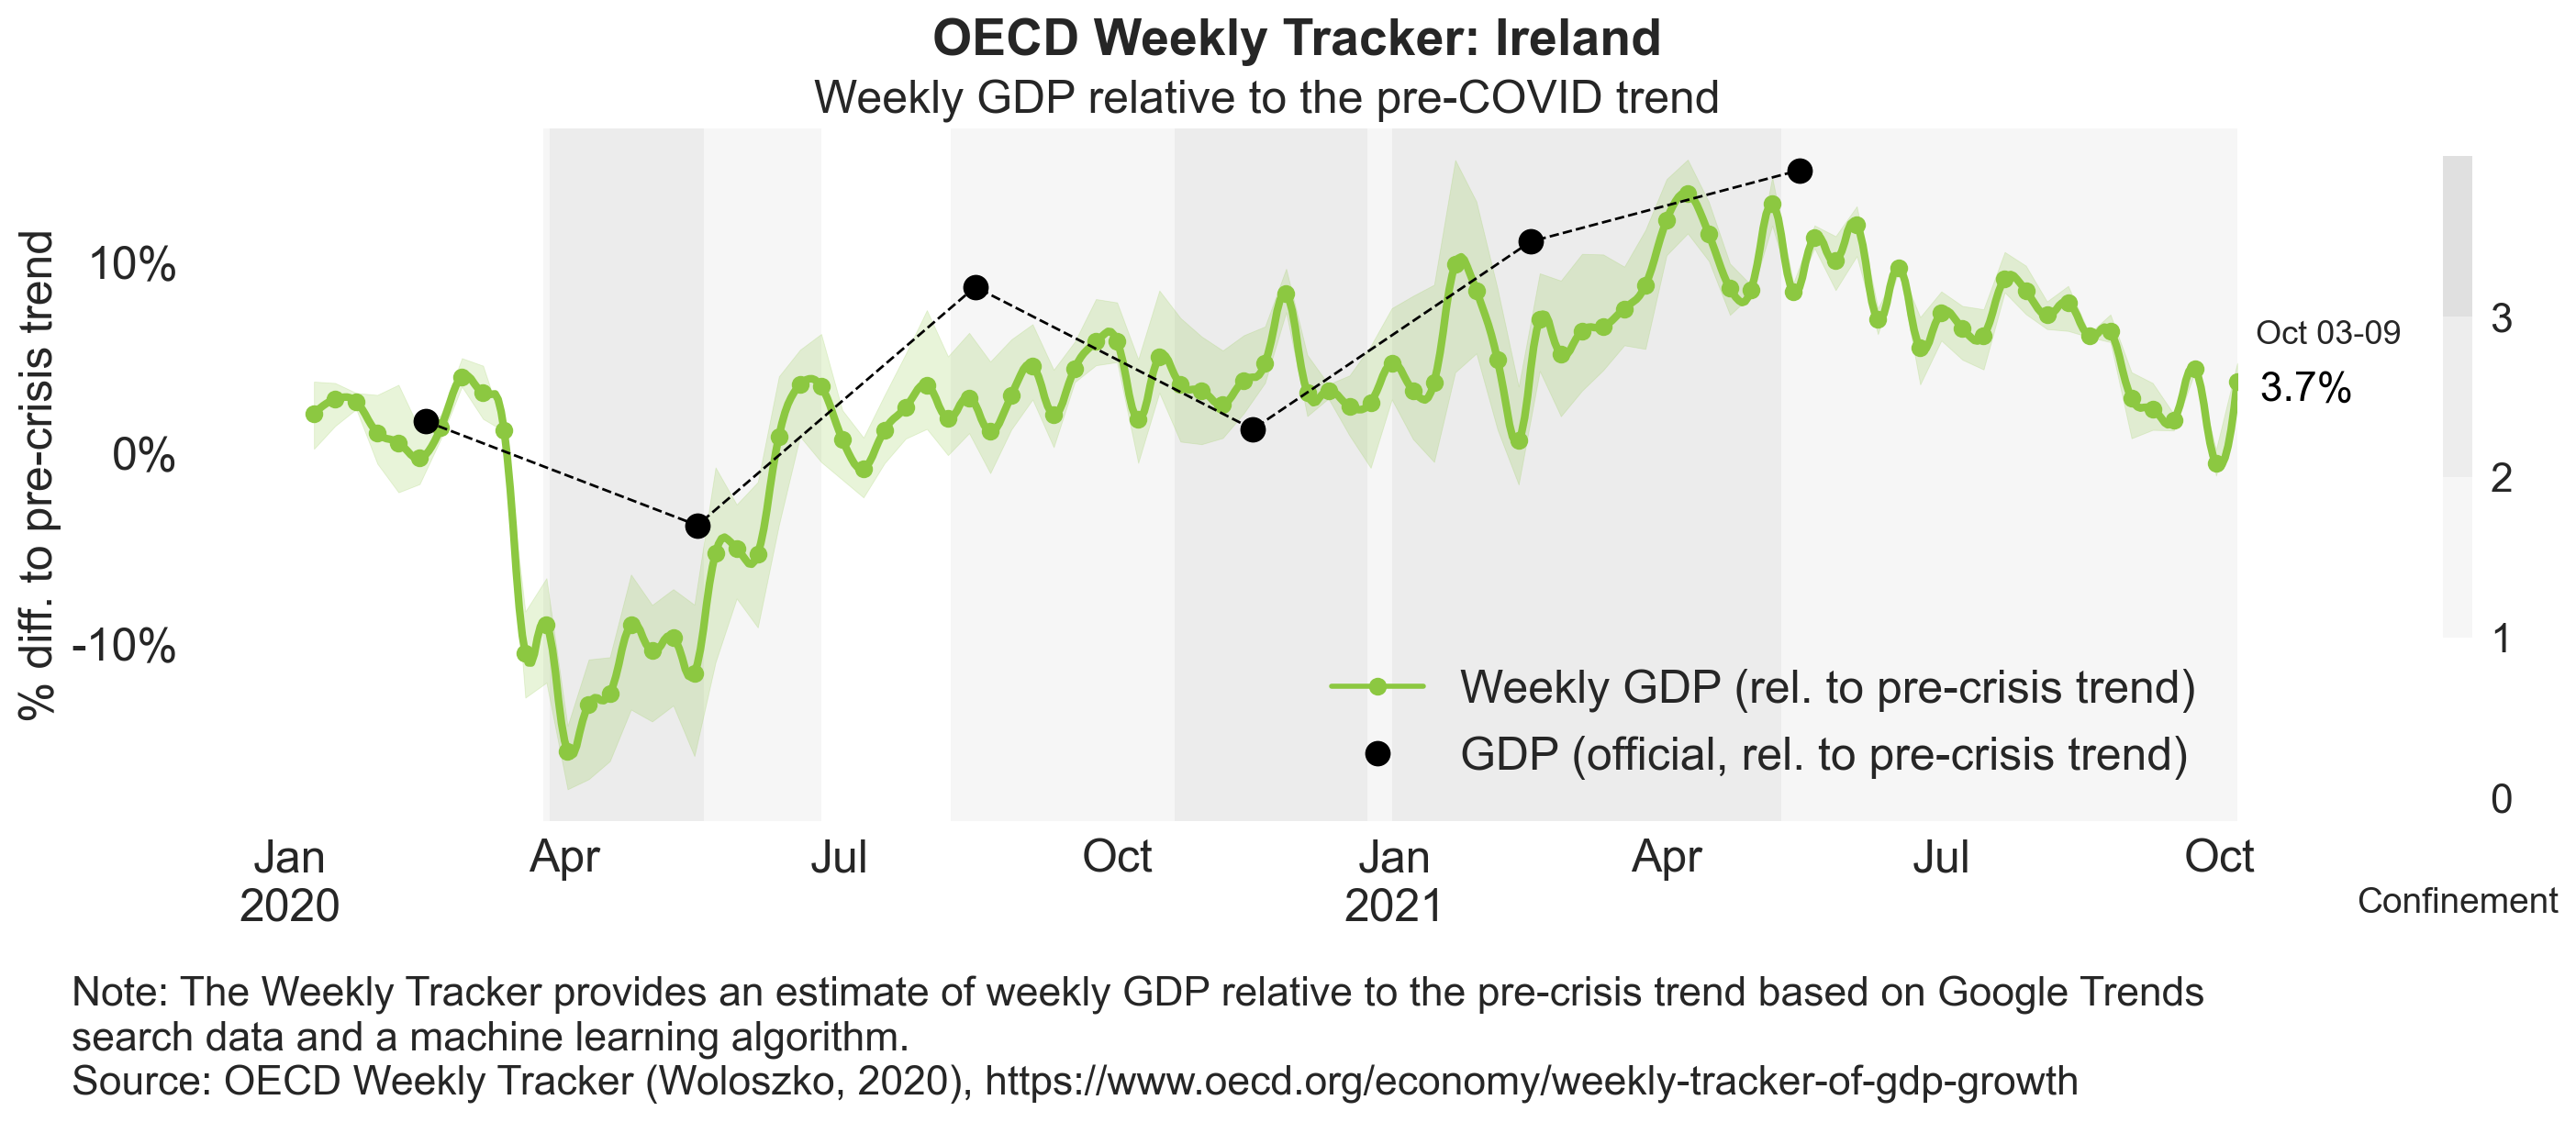 OECD Weekly Tracker: Ireland
Weekly GDP relative to the pre-COVID trend
% diff. to pre-crisis trend
10%
0%
-10%
Oct 03-09
3.7%
3
2
1
0
Confinement
Weekly GDP (rel. to pre-crisis trend)
GDP (official, rel. to pre-crisis trend)
Jan Apr Jul Oct Jan Apr Jul Oct
2020 2021
Note: The Weekly Tracker provides an estimate of weekly GDP relative to the pre-crisis trend based on Google Trends
search data and a machine learning algorithm.
Source: OECD Weekly Tracker (Woloszko, 2020), https://www.oecd.org/economy/weekly-tracker-of-gdp-growth